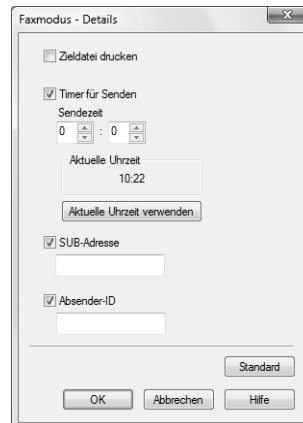 Faxmodus - Details
Zieldatei drucken
Timer für Senden
Sendezeit
0 : 0
Aktuelle Uhrzeit
10:22
Aktuelle Uhrzeit verwenden
SUB-Adresse
Absender-ID
Standard
OK Abbrechen Hilfe